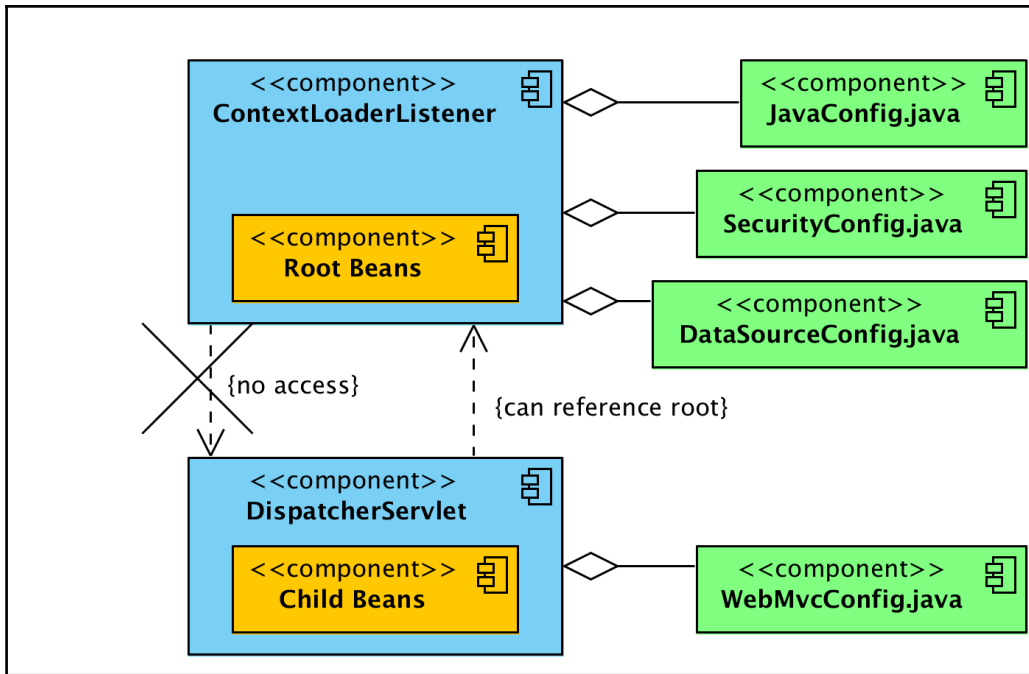 <<component>>
ContextLoaderListener
<<component>>
JavaConfig.java
<<component>>
SecurityConfig.java
<<component>>
Root Beans
<<component>>
DataSourceConfig.java
{no access}
{can reference root}
<<component>>
DispatcherServlet
<<component>>
Child Beans
<<component>>
WebMvcConfig.java